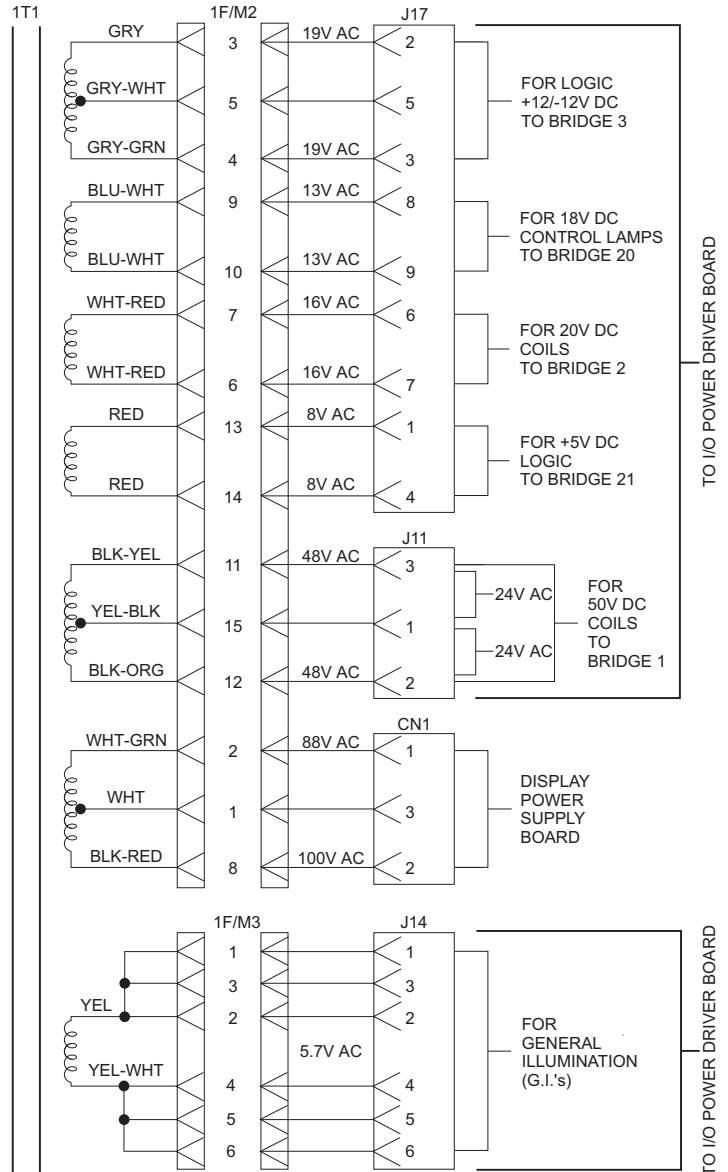 1T1 1F/M2 J17
GRY 3 19V AC 2
GRY-WHT 5 5
GRY-GRN 4 19V AC 3
FOR LOGIC
+12/-12V DC
TO BRIDGE 3
BLU-WHT 9 13V AC 8
BLU-WHT 10 13V AC 9
FOR 18V DC
CONTROL LAMPS
TO BRIDGE 20
WHT-RED 7 16V AC 6
WHT-RED 6 16V AC 7
FOR 20V DC
COILS
TO BRIDGE 2
RED 13 8V AC 1
RED 14 8V AC 4
FOR +5V DC
LOGIC
TO BRIDGE 21
J11
BLK-YEL 11 48V AC 3
YEL-BLK 15 1
BLK-ORG 12 48V AC 2
24V AC
24V AC
FOR
50V DC
COILS
TO
BRIDGE 1
TO I/O POWER DRIVER BOARD
CN1
WHT-GRN 2 88V AC 1
WHT 1 3
BLK-RED 8 100V AC 2
DISPLAY
POWER
SUPPLY
BOARD
1F/M3 J14
1 1
3 3
YEL 2 2
5.7V AC
YEL-WHT 4 4
5 5
6 6
FOR
GENERAL
ILLUMINATION
(G.I.'s)
TO I/O POWER DRIVER BOARD